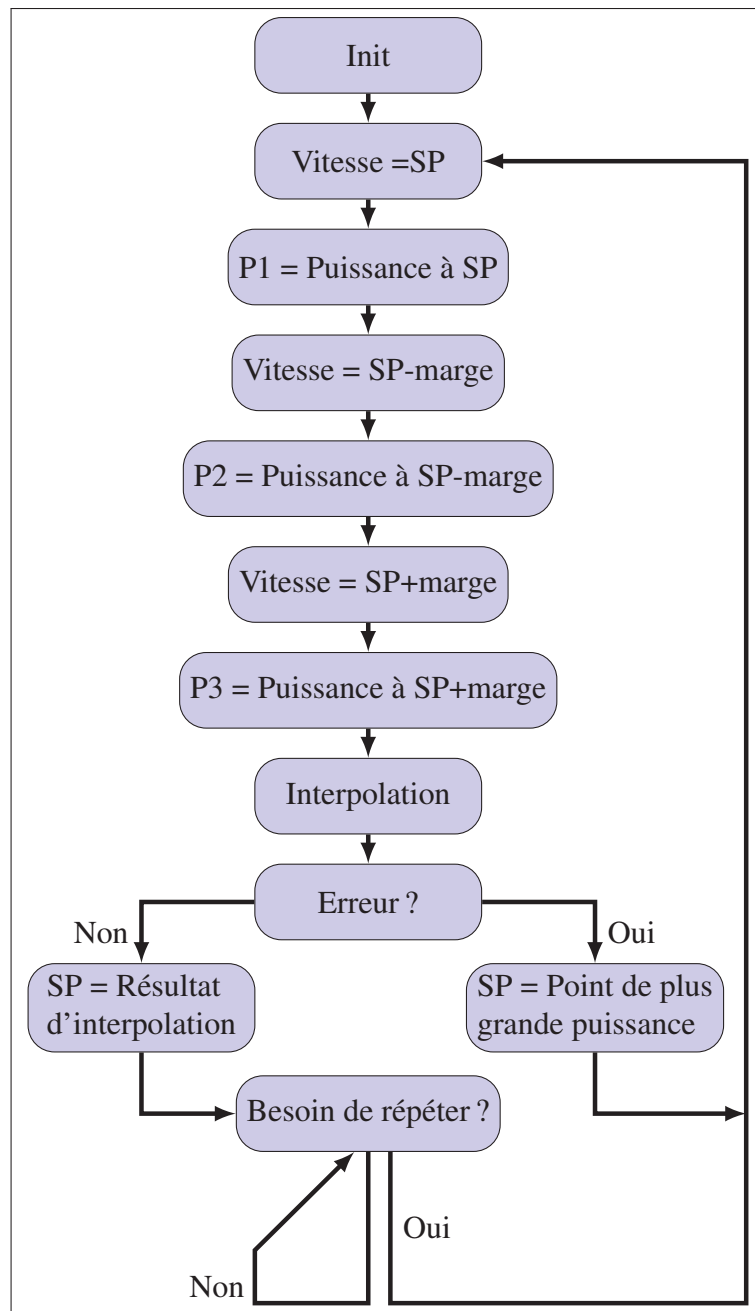 Init
Vitesse =SP
P1 = Puissance à SP
Vitesse = SP-marge
P2 = Puissance à SP-marge
Vitesse = SP+marge
P3 = Puissance à SP+marge
Interpolation
Erreur ?
Non
Oui
SP = Résultat
d'interpolation
SP = Point de plus
grande puissance
Besoin de répéter ?
Oui
Non